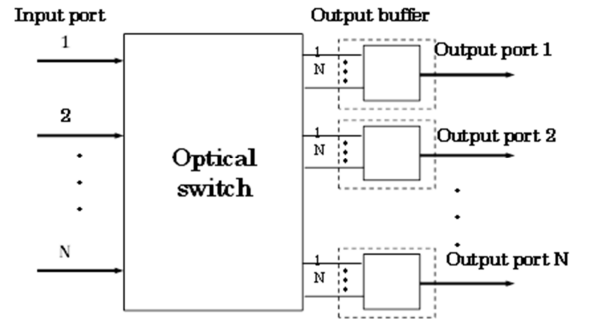 Input port
Output buffer
1
1
N
Output port 1
2
1
N
Output port 2
Optical
switch
N
1
N
Output port N